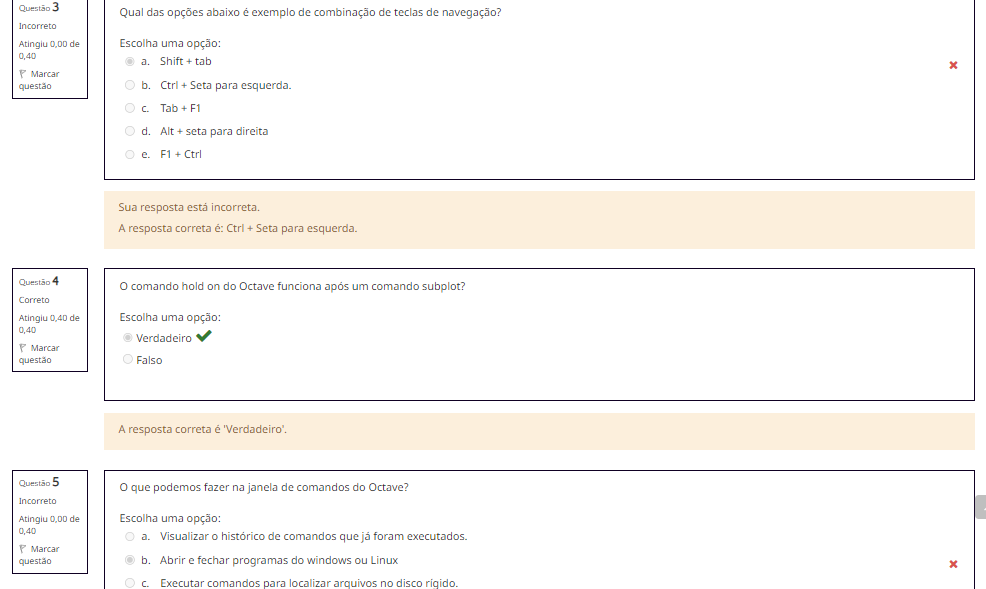 Questão 3
Incorreto
Atingiu 0,00 de
0,40
Marcar
questão
Qual das opções abaixo é exemplo de combinação de teclas de navegação?
Escolha uma opção:
a. Shift + tab
b. Ctrl + Seta para esquerda.
c. Tab + F1
d. Alt + seta para direita
e. F1 + Ctrl
Sua resposta está incorreta.
A resposta correta é: Ctrl + Seta para esquerda.
Questão 4
Correto
Atingiu 0,40 de
0,40
Marcar
questão
O comando hold on do Octave funciona após um comando subplot?
Escolha uma opção:
Verdadeiro
Falso
A resposta correta é 'Verdadeiro'.
Questão 5
Incorreto
Atingiu 0,00 de
0,40
Marcar
questão
O que podemos fazer na janela de comandos do Octave?
Escolha uma opção:
a. Visualizar o histórico de comandos que já foram executados.
b. Abrir e fechar programas do windows ou Linux
c. Executar comandos para localizar arquivos no disco rígido.